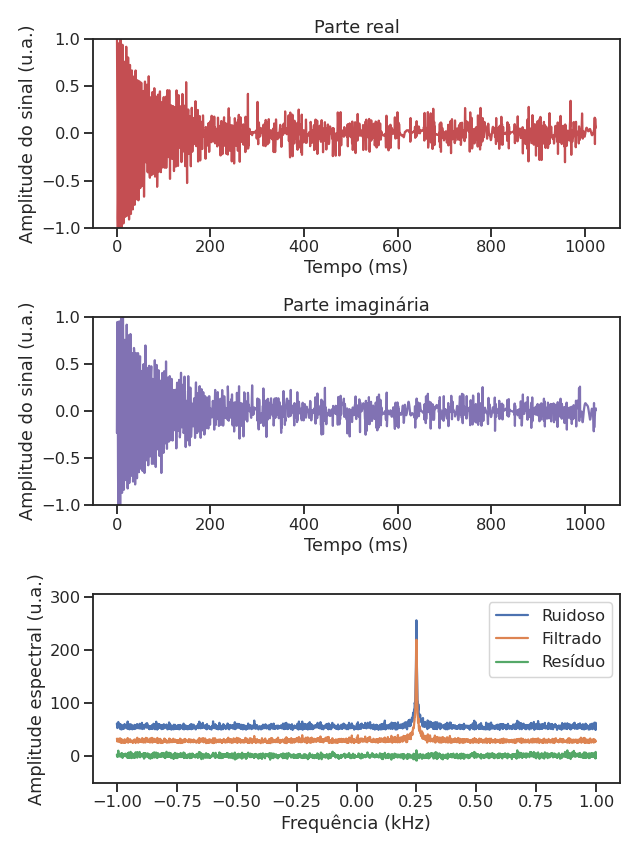 Parte real
Amplitude do sinal (u.a.)
1.0
0.5
0.0
−0.5
−1.0
0 200 400 600 800 1000
Tempo (ms)
Parte imaginária
Amplitude do sinal (u.a.)
1.0
0.5
0.0
−0.5
−1.0
0 200 400 600 800 1000
Tempo (ms)
Amplitude espectral (u.a.)
300
200
100
0
Ruidoso
Filtrado
Resíduo
−1.00 −0.75 −0.50 −0.25 0.00 0.25 0.50 0.75 1.00
Frequência (kHz)